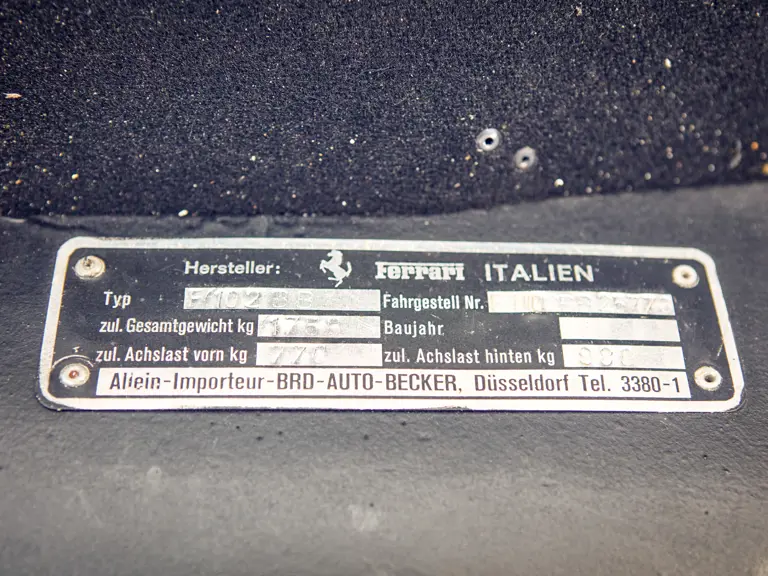 Hersteller: Ferrari ITALIEN
Typ Fahrgestell Nr.
zul. Gesamtgewicht kg Baujahr
zul. Achslast vorn kg 770 zul. Achslast hinten kg
Allein-Importeur-BRD-AUTO-BECKER, Düsseldorf Tel. 3380-1